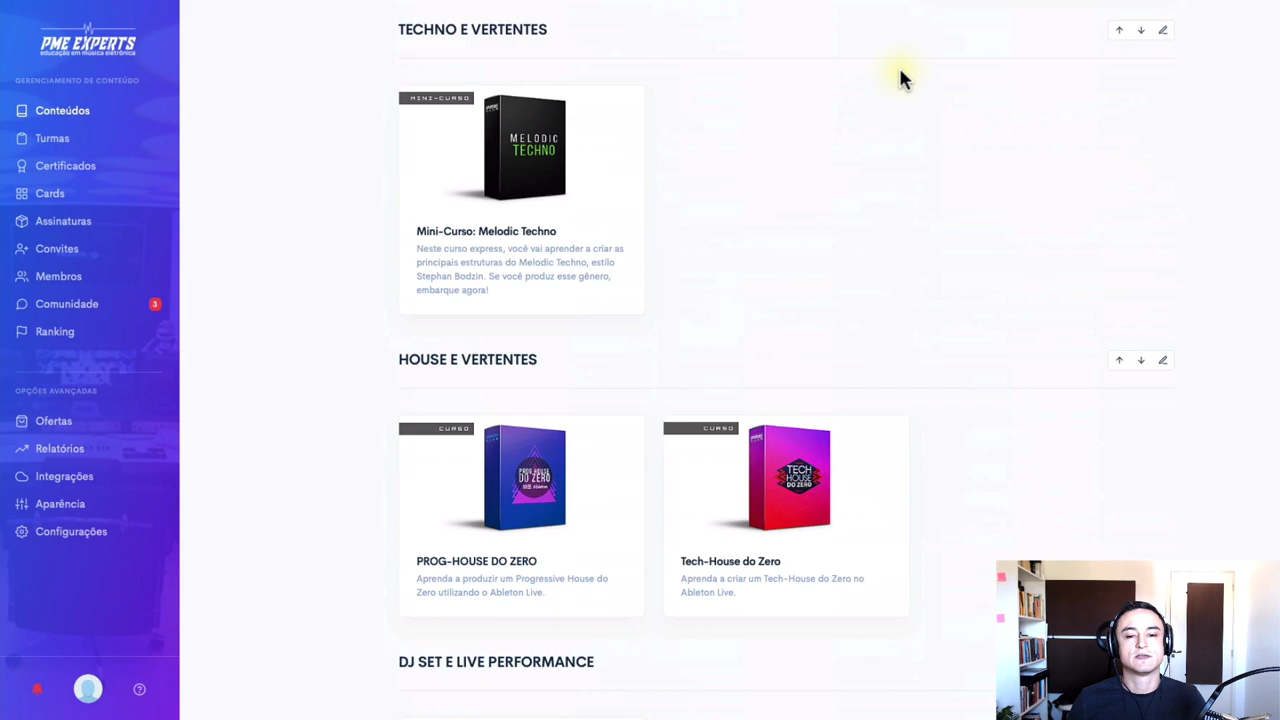 PME EXPERTS
educação em música eletrônica
GERENCIAMENTO DE CONTEÚDO
Conteúdos
Turmas
Certificados
Cards
Assinaturas
Convites
Membros
Comunidade
3
Ranking
OPÇÕES AVANÇADAS
Ofertas
Relatórios
Integrações
Aparência
Configurações
TECHNO E VERTENTES
MINI-CURSO
MELODIC
TECHNO
Mini-Curso: Melodic Techno
Neste curso express, você vai aprender a criar as
principais estruturas do Melodic Techno, estilo
Stephan Bodzin. Se você produz esse gênero,
embarque agora!
HOUSE E VERTENTES
CURSO
PROG-HOUSE
DO ZERO
Ableton
PROG-HOUSE DO ZERO
Aprenda a produzir um Progressive House do
Zero utilizando o Ableton Live.
CURSO
TECH
HOUSE
DO ZERO
Tech-House do Zero
Aprenda a criar um Tech-House do Zero no
Ableton Live.
DJ SET E LIVE PERFORMANCE